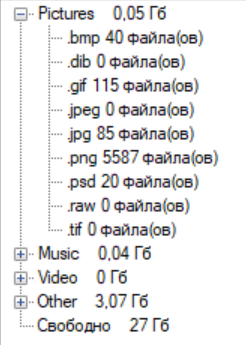 Pictures 0,05 Гб
.bmp 40 файла(ов)
.dib 0 файла(ов)
.gif 115 файла(ов)
.jpeg 0 файла(ов)
.jpg 85 файла(ов)
.png 5587 файла(ов)
.psd 20 файла(ов)
.raw 0 файла(ов)
.tif 0 файла(ов)
Music 0,04 Гб
Video 0 Гб
Other 3,07 Гб
Свободно 27 Гб